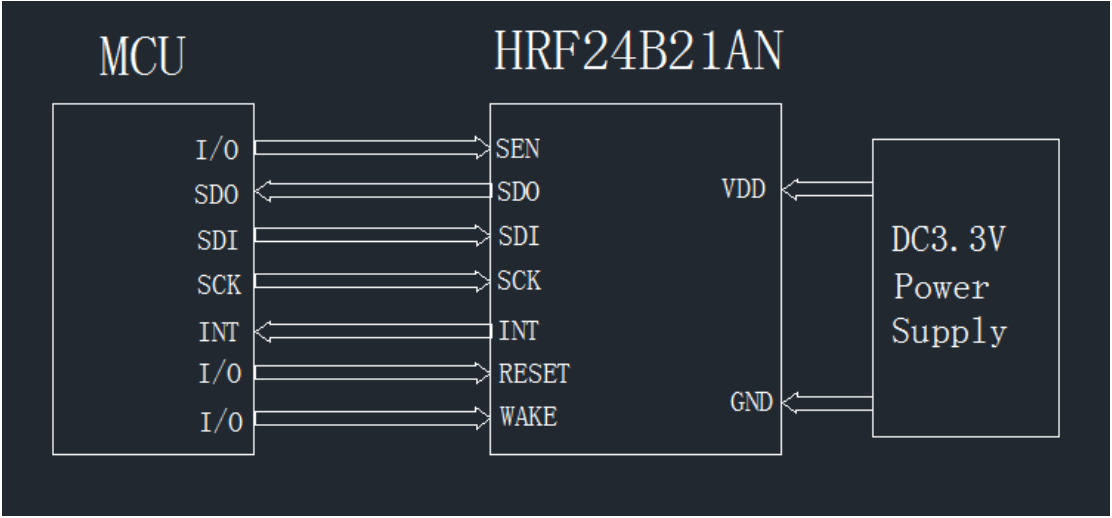 MCU
HRF24B21AN
I/O
SEN
SDO
SDO
VDD
SDI
SDI
DC3.3V
SCK
SCK
Power
INT
INT
Supply
I/O
RESET
I/O
WAKE
GND